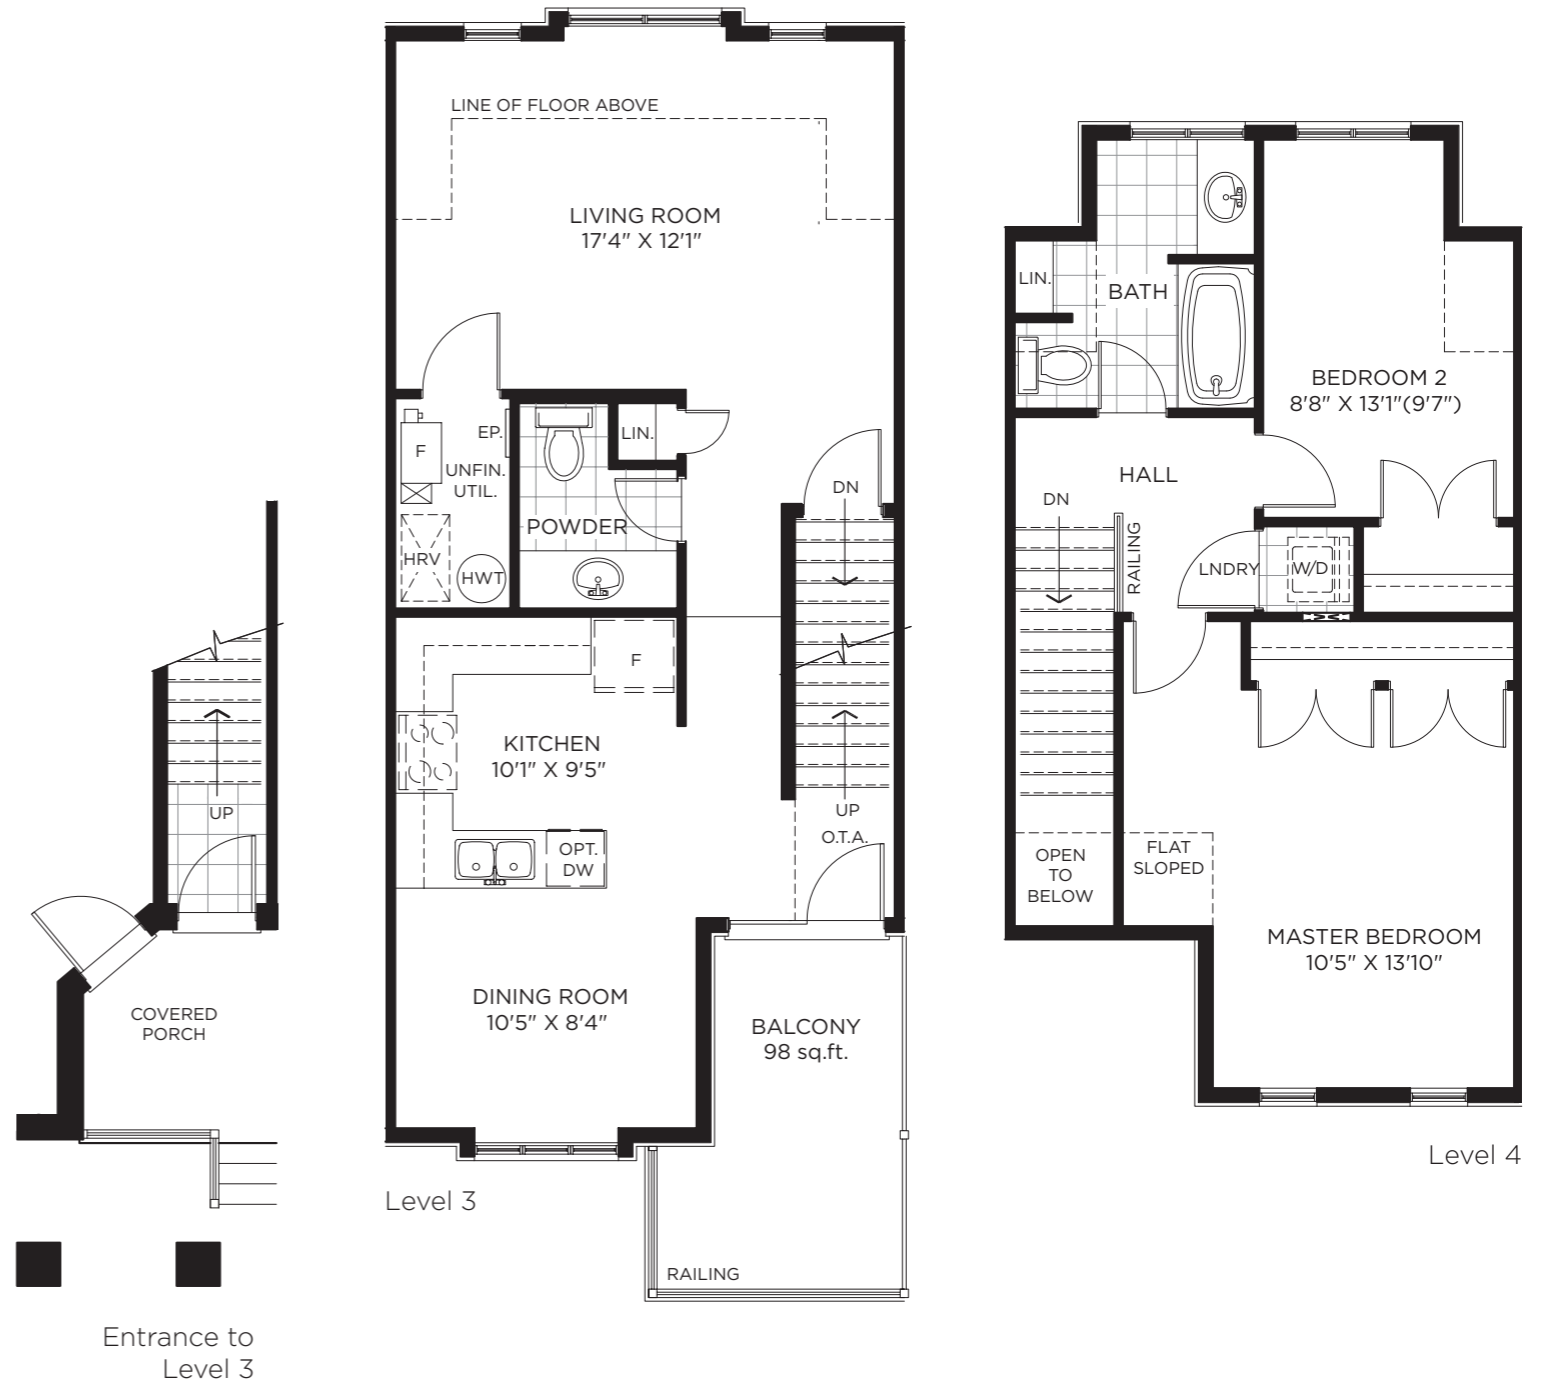 UP
COVERED
PORCH
Entrance to
Level 3
LINE OF FLOOR ABOVE
LIVING ROOM
17'4" X 12'1"
F
EP.
UNFIN.
UTIL.
HRV
HWT
LIN.
POWDER
DN
F
KITCHEN
10'1" X 9'5"
OPT.
DW
UP
O.T.A.
DINING ROOM
10'5" X 8'4"
BALCONY
98 sq.ft.
RAILING
Level 3
LIN.
BATH
BEDROOM 2
8'8" X 13'1"(9'7")
HALL
DN
RAILING
LNDRY
W/D
OPEN
TO
BELOW
FLAT
SLOPED
MASTER BEDROOM
10'5" X 13'10"
Level 4